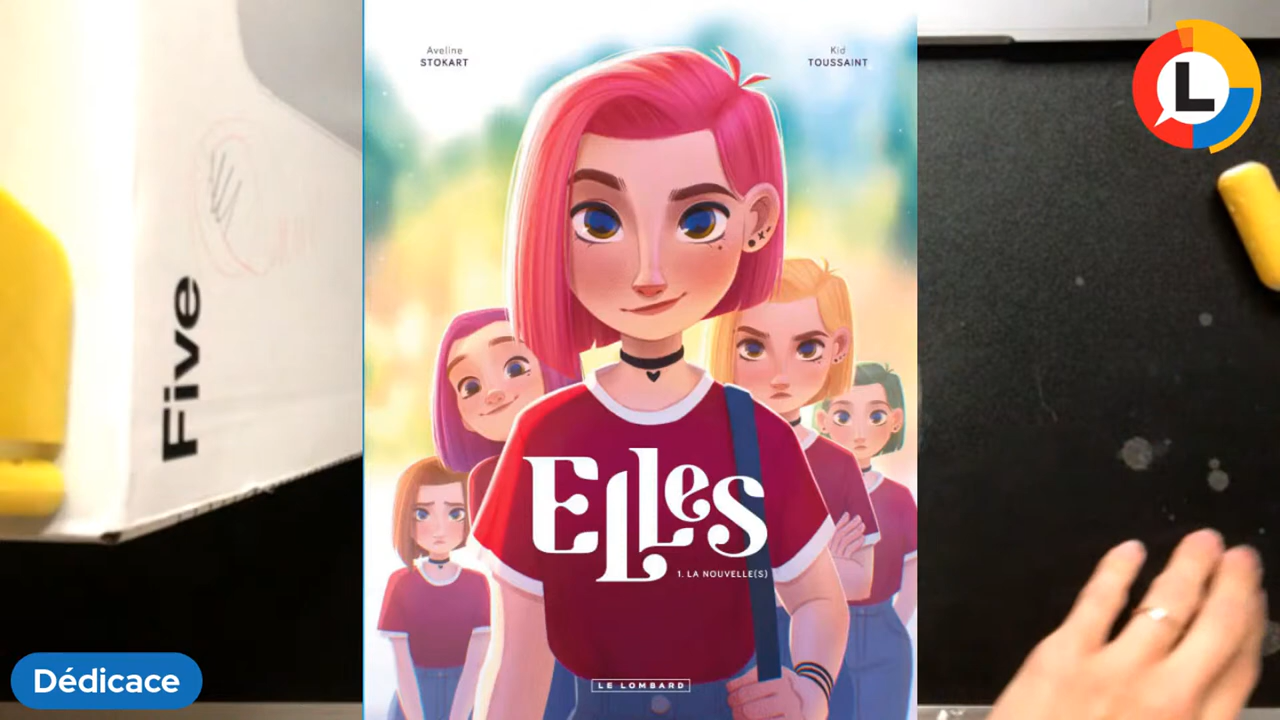 Aveline
STOKART
Kid
TOUSSAINT
L
Five
Elles
1. LA NOUVELLE(S)
LE LOMBARD
Dédicace